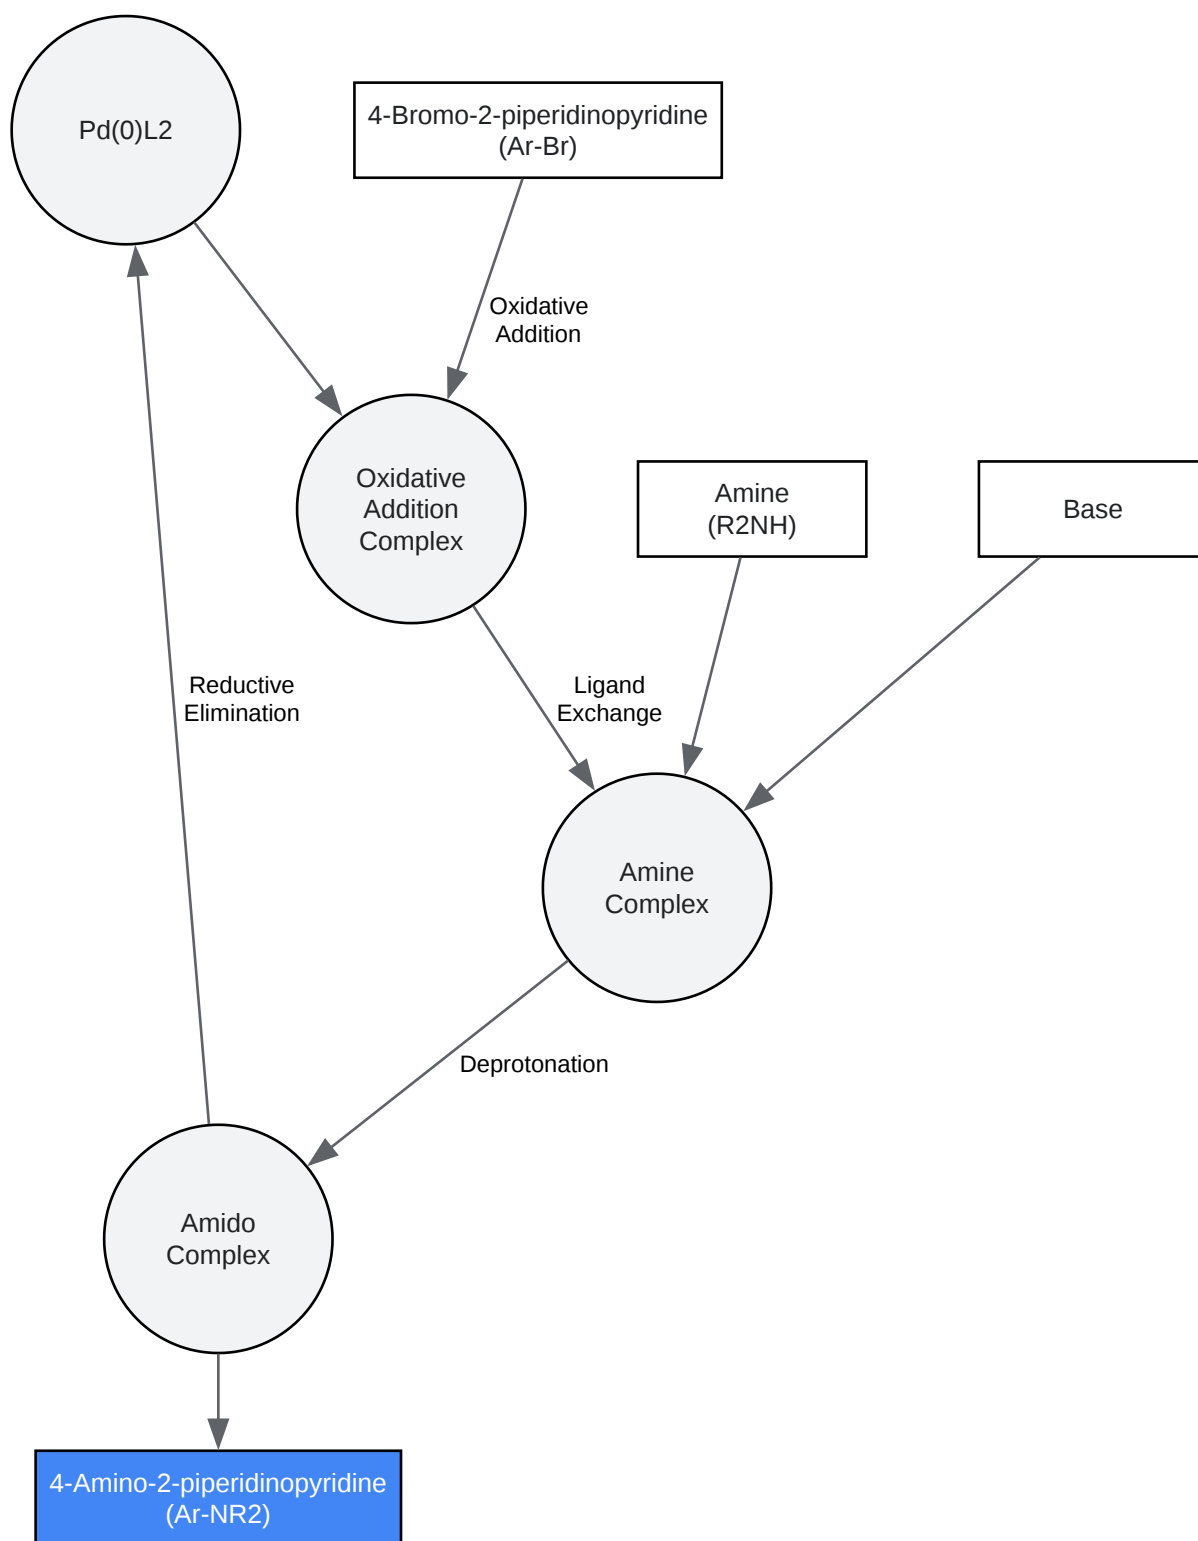 Pd(0)L2
4-Bromo-2-piperidinopyridine
(Ar-Br)
Oxidative
Addition
Oxidative
Addition
Complex
Amine
(R2NH)
Base
Reductive
Elimination
Ligand
Exchange
Amine
Complex
Deprotonation
Amido
Complex
4-Amino-2-piperidinopyridine
(Ar-NR2)